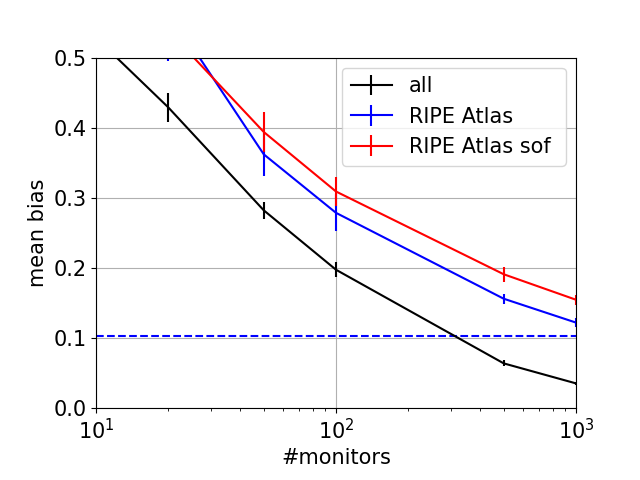 0.5
0.4
0.3
0.2
0.1
0.0
mean bias
all
RIPE Atlas
RIPE Atlas sof
10¹
10²
10³
#monitors